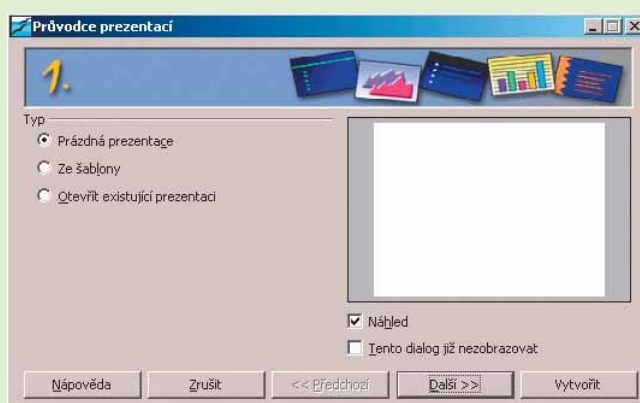 Průvodce prezentací
1.
Typ
Prázdná prezentace
Ze šablony
Otevřít existující prezentaci
Náhled
Tento dialog již nezobrazovat
Nápověda
Zrušit
<< Předchozí
Další >>
Vytvořit